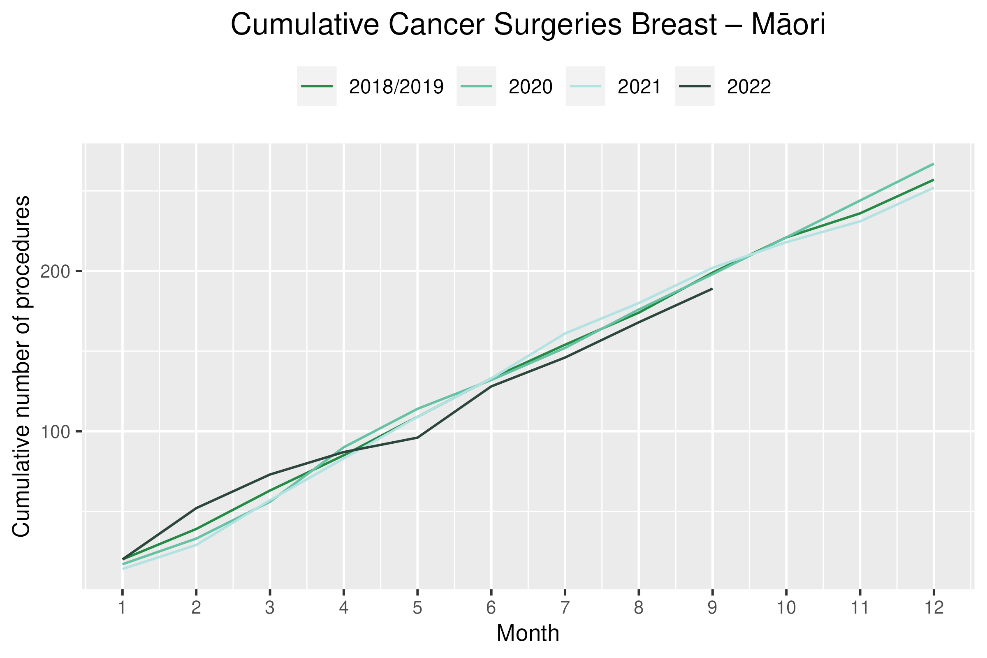 Cumulative Cancer Surgeries Breast – Māori
2018/2019 2020 2021 2022
Cumulative number of procedures
200
100
1 2 3 4 5 6 7 8 9 10 11 12
Month